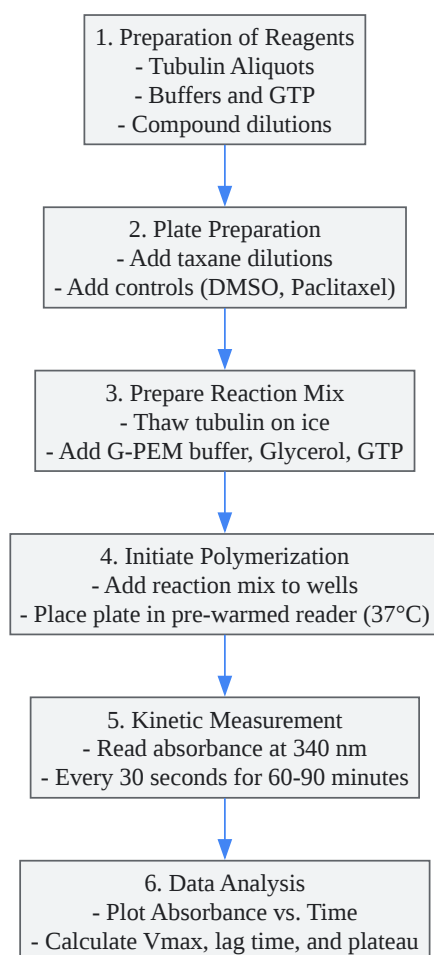 1. Preparation of Reagents
- Tubulin Aliquots
- Buffers and GTP
- Compound dilutions
2. Plate Preparation
- Add taxane dilutions
- Add controls (DMSO, Paclitaxel)
3. Prepare Reaction Mix
- Thaw tubulin on ice
- Add G-PEM buffer, Glycerol, GTP
4. Initiate Polymerization
- Add reaction mix to wells
- Place plate in pre-warmed reader (37°C)
5. Kinetic Measurement
- Read absorbance at 340 nm
- Every 30 seconds for 60-90 minutes
6. Data Analysis
- Plot Absorbance vs. Time
- Calculate Vmax, lag time, and plateau